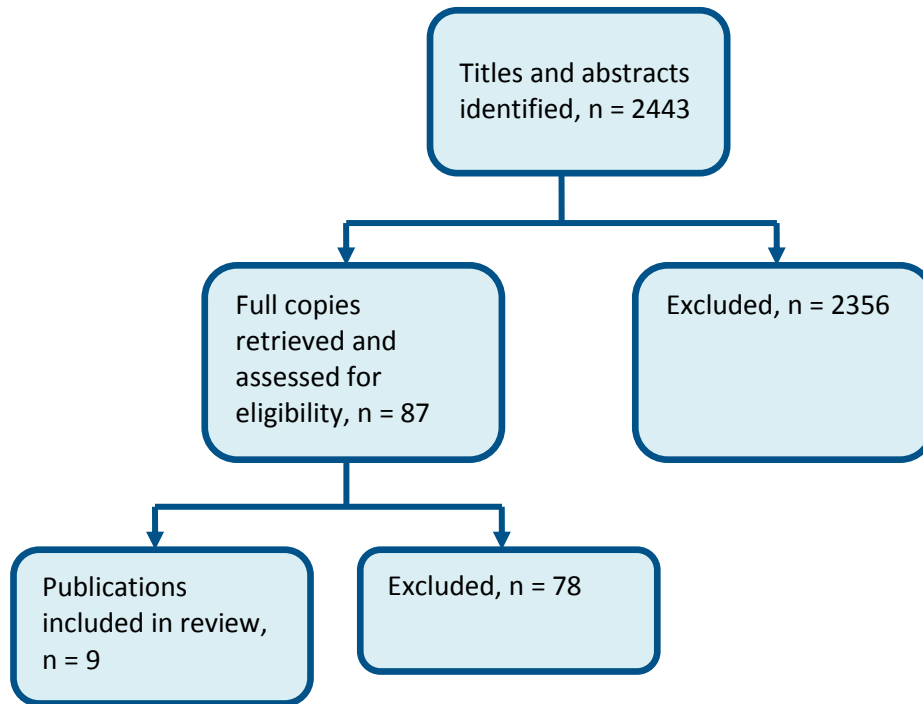 Titles and abstracts
identified, n = 2443
Full copies
retrieved and
assessed for
eligibility, n = 87
Excluded, n = 2356
Publications
included in review,
n = 9
Excluded, n = 78